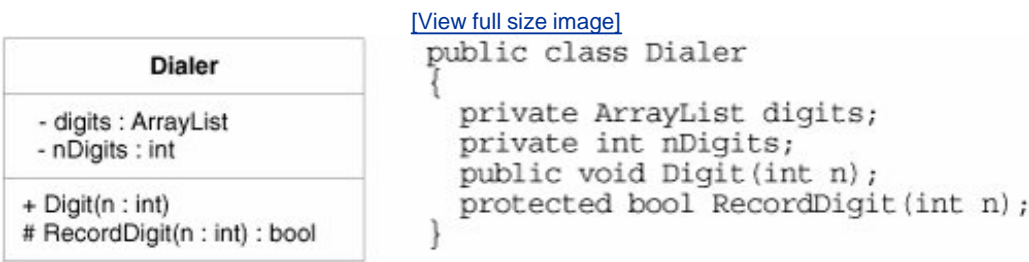 [View full size image]
Dialer
- digits : ArrayList
- nDigits : int
+ Digit(n : int)
# RecordDigit(n : int) : bool
public class Dialer
{
private ArrayList digits;
private int nDigits;
public void Digit(int n);
protected bool RecordDigit(int n);
}